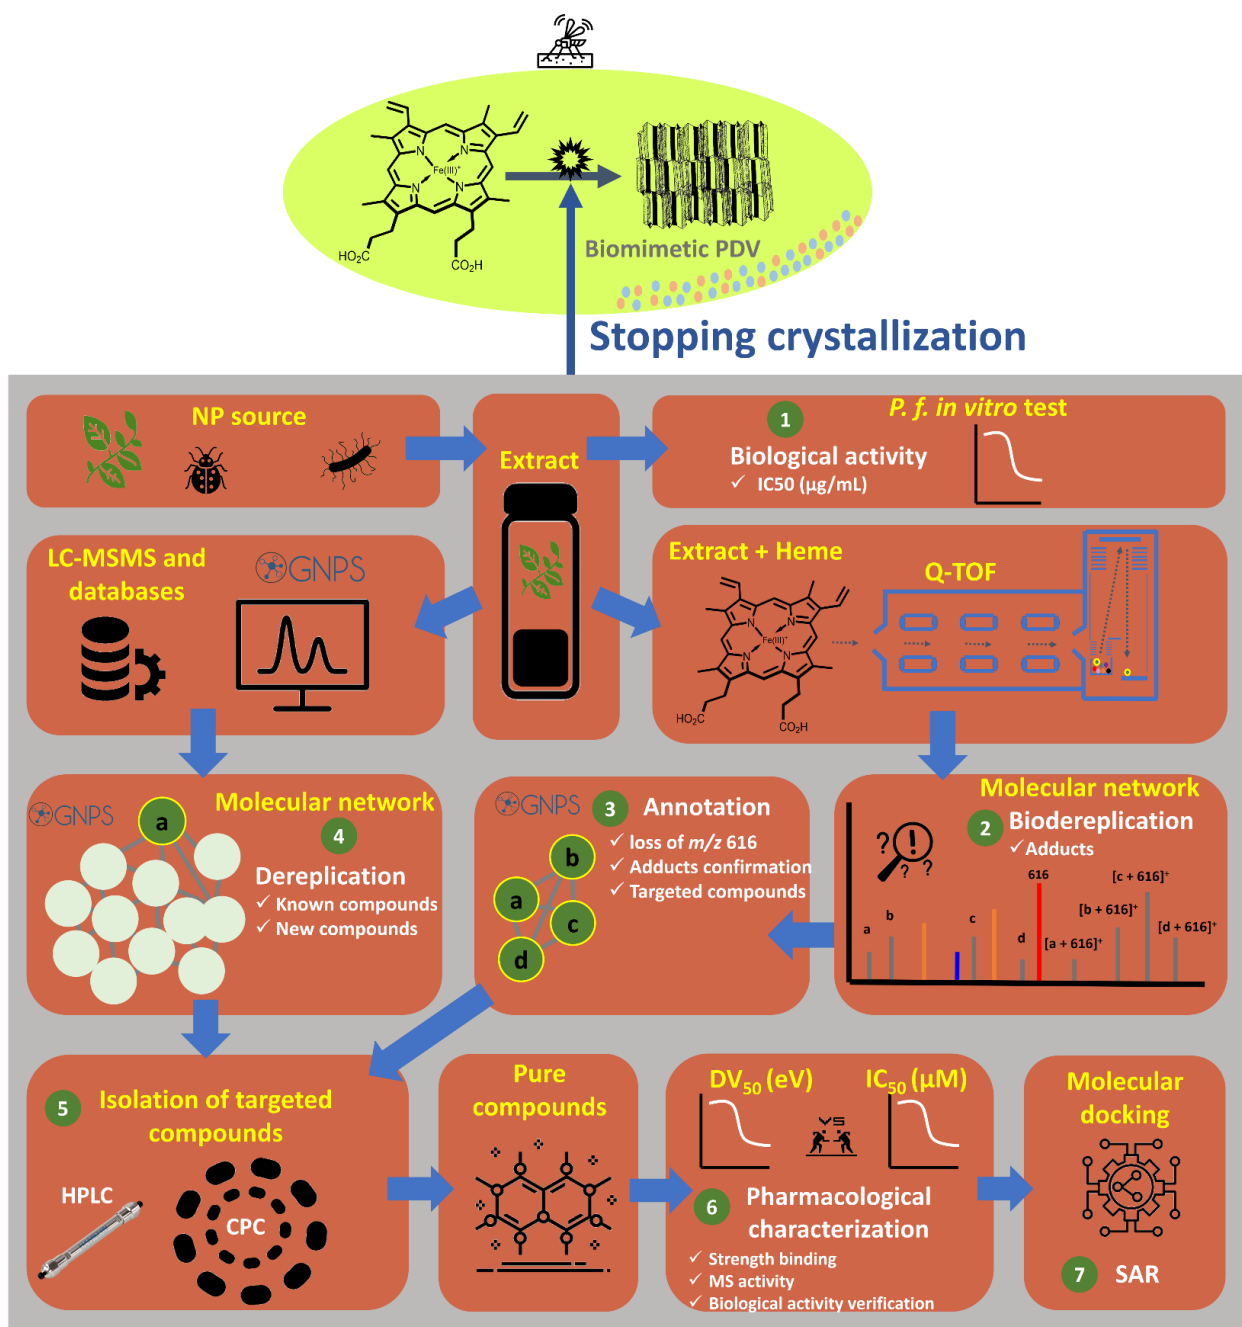 N
N
N
N
Fe(III)⁺
HO₂C
CO₂H
Biomimetic PDV
Stopping crystallization
NP source
Extract
P. f. in vitro test
1
Biological activity
✓ IC50 (µg/mL)
LC-MSMS and
databases
GNPS
Extract + Heme
Q-TOF
N
N
N
N
Fe(III)⁺
HO₂C
CO₂H
GNPS
a
Molecular network
4
Dereplication
✓ Known compounds
✓ New compounds
GNPS
3 Annotation
✓ loss of m/z 616
✓ Adducts confirmation
✓ Targeted compounds
b
a
c
d
Molecular network
2 Biodereplication
✓ Adducts
? ! ?
? ?
616
[c + 616]⁺
[b + 616]⁺
[d + 616]⁺
[a + 616]⁺
a
b
c
d
5 Isolation of targeted
compounds
HPLC
CPC
Pure
compounds
DV₅₀ (eV)
IC₅₀ (µM)
VS
6 Pharmacological
characterization
✓ Strength binding
✓ MS activity
✓ Biological activity verification
Molecular
docking
7 SAR